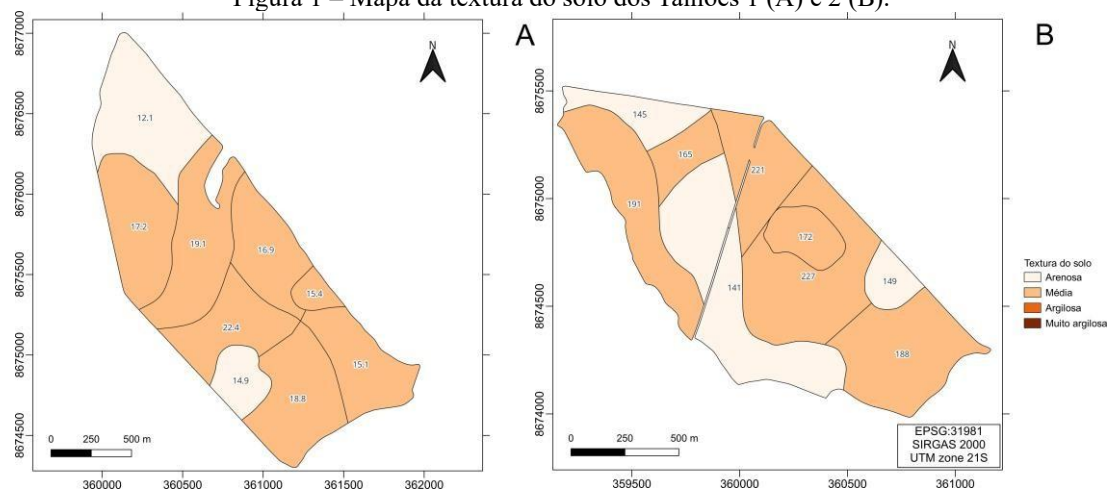 Figura 1 – Mapa da textura do solo dos Talhões 1 (A) e 2 (B).
A
N
8677000
8676500
8676000
8675500
8675000
8674500
12.1
17.2
19.1
16.9
15.4
22.4
15.1
14.9
18.8
0 250 500 m
360000 360500 361000 361500 362000
B
N
8675500
8675000
8674500
8674000
145
165
221
191
172
227
149
141
188
0 250 500 m
EPSG:31981
SIRGAS 2000
UTM zone 21S
359500 360000 360500 361000
Textura do solo
Arenosa
Média
Argilosa
Muito argilosa